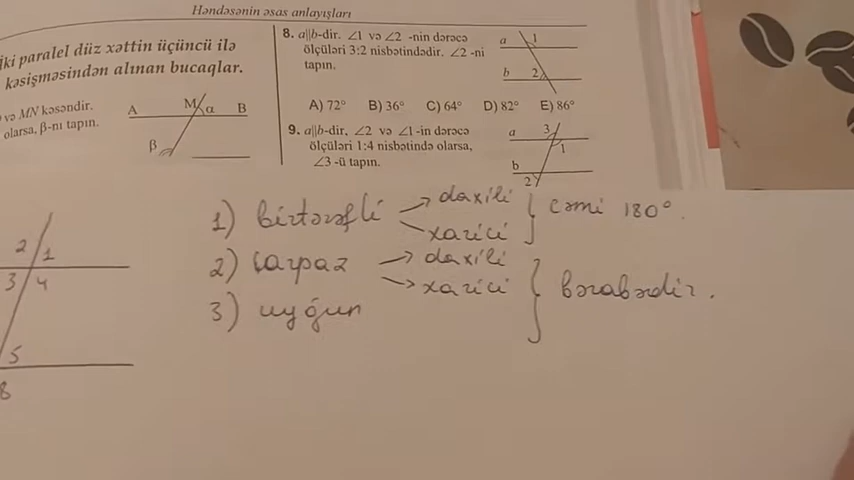 Həndəsənin əsas anlayışları
İki paralel düz xəttin üçüncü ilə
kəsişməsindən alınan bucaqlar.
və MN kəsəndir.
olarsa, β-nı tapın.
A M α B
β
8. a||b-dir. ∠1 və ∠2 -nin dərəcə
ölçüləri 3:2 nisbətindədir. ∠2 -ni
tapın.
a 1
b 2
A) 72° B) 36° C) 64° D) 82° E) 86°
9. a||b-dir, ∠2 və ∠1-in dərəcə
ölçüləri 1:4 nisbətində olarsa,
∠3 -ü tapın.
a 3
1
b
2
1) birtərəfli → daxili
→ xarici
cəmi 180°.
2) çarpaz → daxili
→ xarici
3) uyğun
bərabərdir.
2 1
3 4
5
8